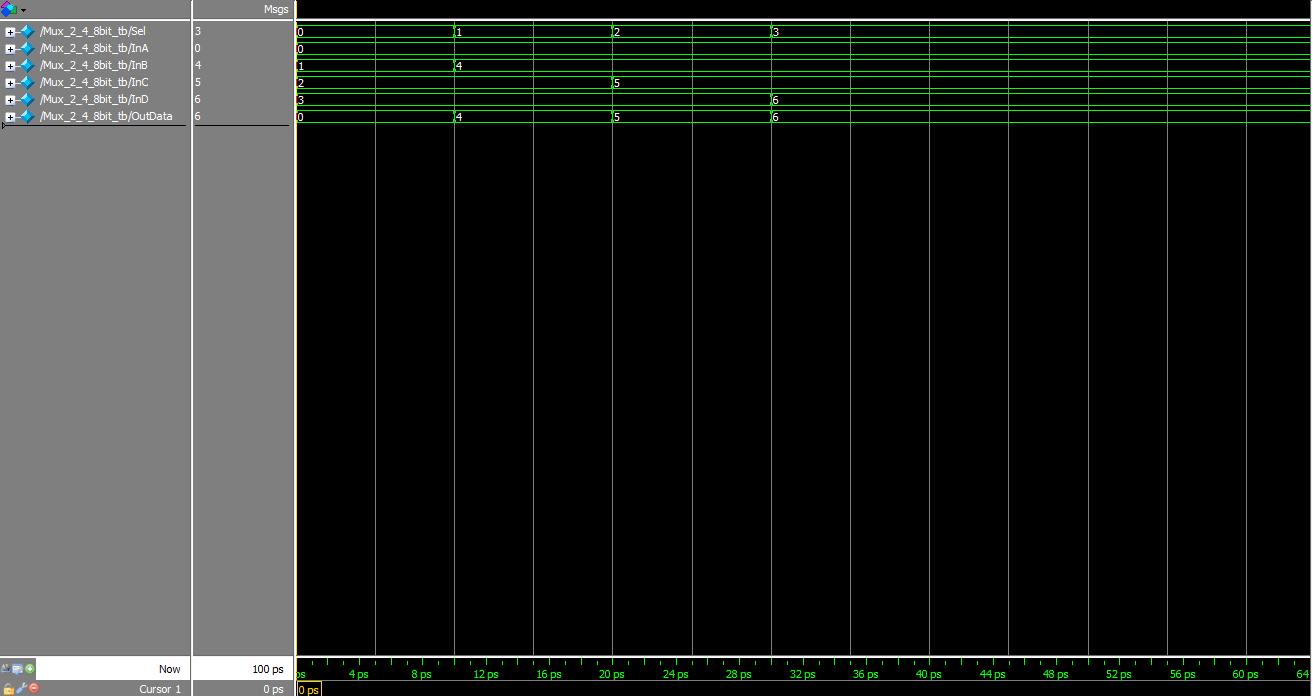 Msgs
/Mux_2_4_8bit_tb/Sel 3 0 1 2 3
/Mux_2_4_8bit_tb/InA 0 0
/Mux_2_4_8bit_tb/InB 4 1 4
/Mux_2_4_8bit_tb/InC 5 2 5
/Mux_2_4_8bit_tb/InD 6 3 6
/Mux_2_4_8bit_tb/OutData 6 0 4 5 6
Now 100 ps ps 4 ps 8 ps 12 ps 16 ps 20 ps 24 ps 28 ps 32 ps 36 ps 40 ps 44 ps 48 ps 52 ps 56 ps 60 ps 64
Cursor 1 0 ps 0 ps